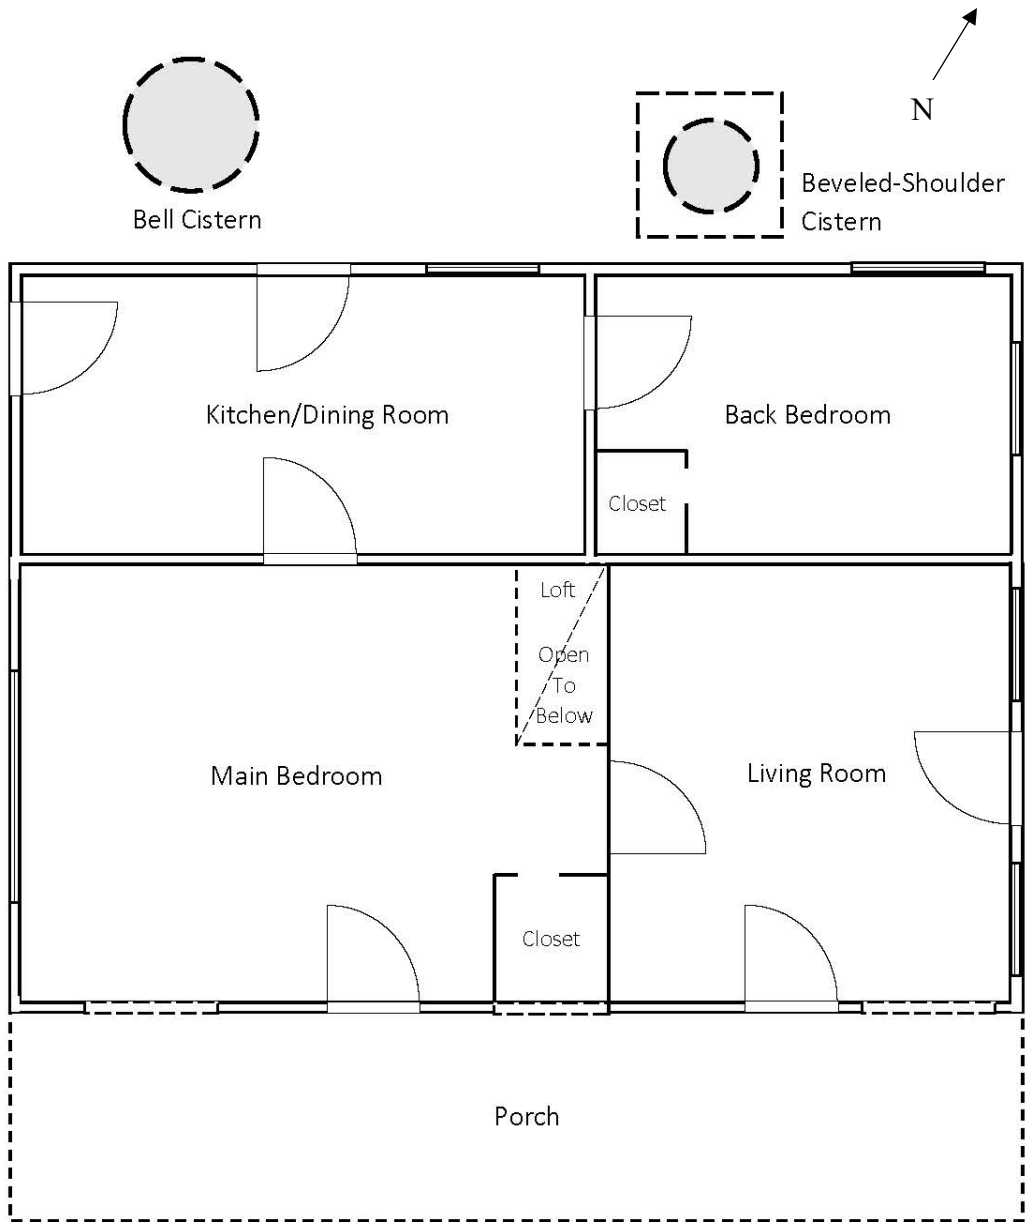 N
Bell Cistern
Beveled-Shoulder
Cistern
Kitchen/Dining Room
Back Bedroom
Closet
Loft
Open
To
Below
Main Bedroom
Living Room
Closet
Porch